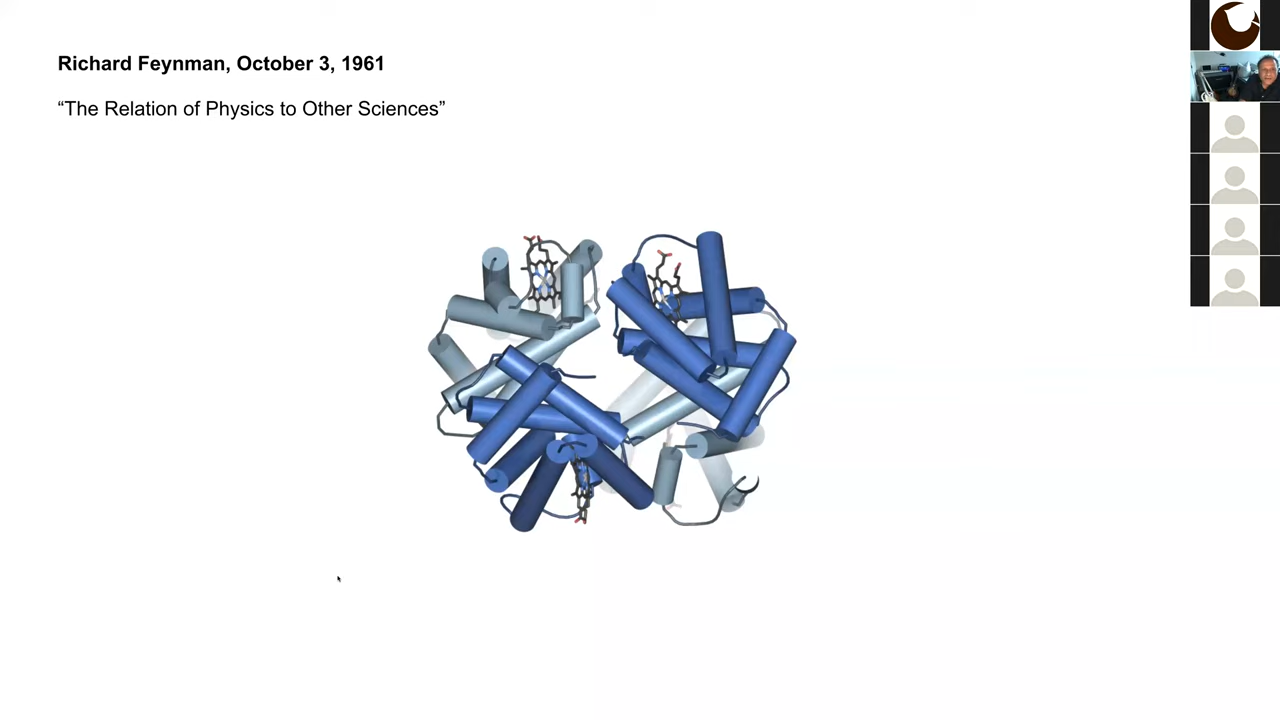 Richard Feynman, October 3, 1961
“The Relation of Physics to Other Sciences”